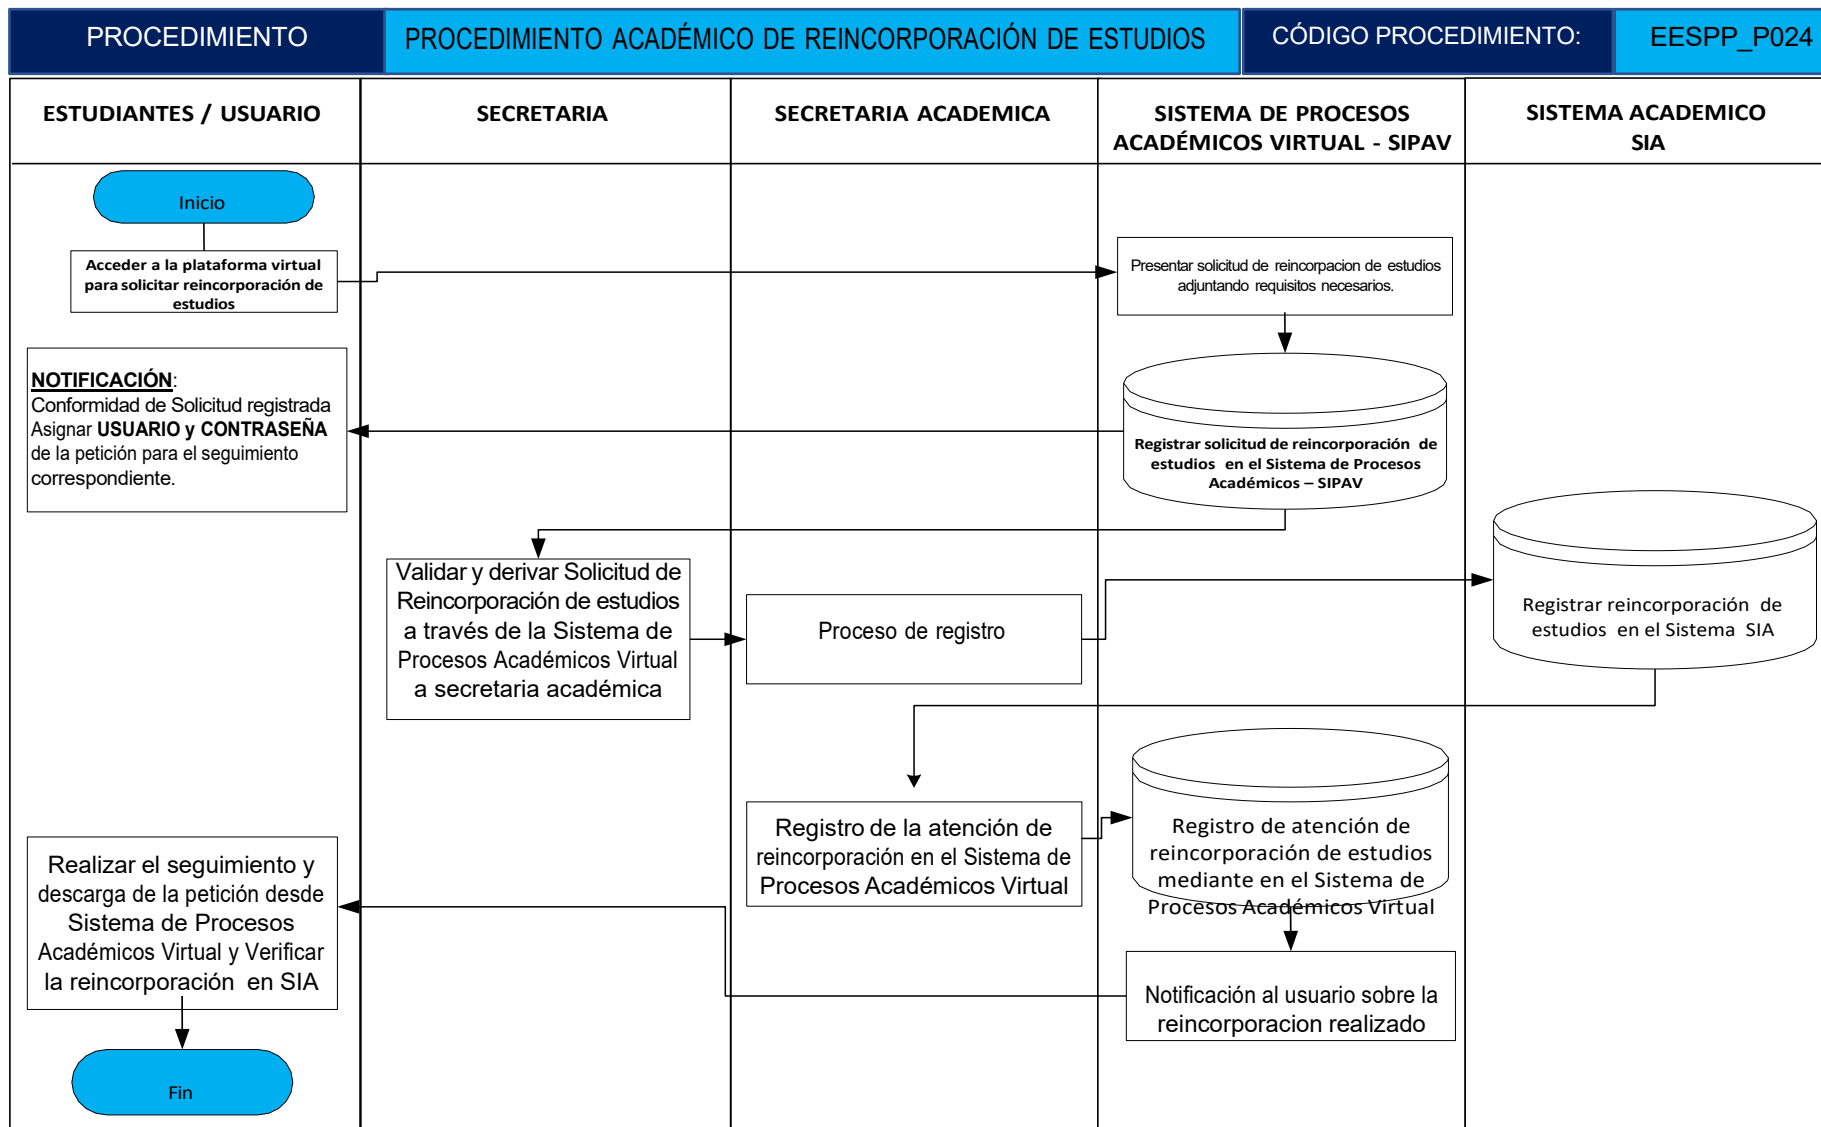 PROCEDIMIENTO
PROCEDIMIENTO ACADÉMICO DE REINCORPORACIÓN DE ESTUDIOS
CÓDIGO PROCEDIMIENTO:
EESPP_P024
ESTUDIANTES / USUARIO
SECRETARIA
SECRETARIA ACADEMICA
SISTEMA DE PROCESOS
ACADÉMICOS VIRTUAL - SIPAV
SISTEMA ACADEMICO
SIA
Inicio
Acceder a la plataforma virtual
para solicitar reincorporación de
estudios
Presentar solicitud de reincorpacion de estudios
adjuntando requisitos necesarios.
NOTIFICACIÓN:
Conformidad de Solicitud registrada
Asignar USUARIO y CONTRASEÑA
de la petición para el seguimiento
correspondiente.
Registrar solicitud de reincorporación de
estudios en el Sistema de Procesos
Académicos – SIPAV
Validar y derivar Solicitud de
Reincorporación de estudios
a través de la Sistema de
Procesos Académicos Virtual
a secretaria académica
Proceso de registro
Registrar reincorporación de
estudios en el Sistema SIA
Registro de la atención de
reincorporación en el Sistema de
Procesos Académicos Virtual
Registro de atención de
reincorporación de estudios
mediante en el Sistema de
Procesos Académicos Virtual
Realizar el seguimiento y
descarga de la petición desde
Sistema de Procesos
Académicos Virtual y Verificar
la reincorporación en SIA
Notificación al usuario sobre la
reincorporacion realizado
Fin